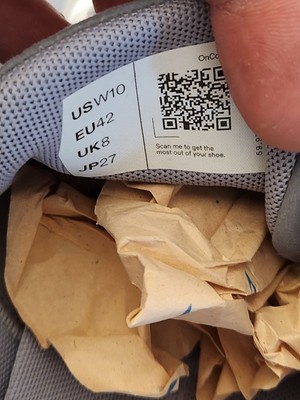 USW10
EU42
UK8
JP27
OnCo
Scan me to get the
most out of your shoe.